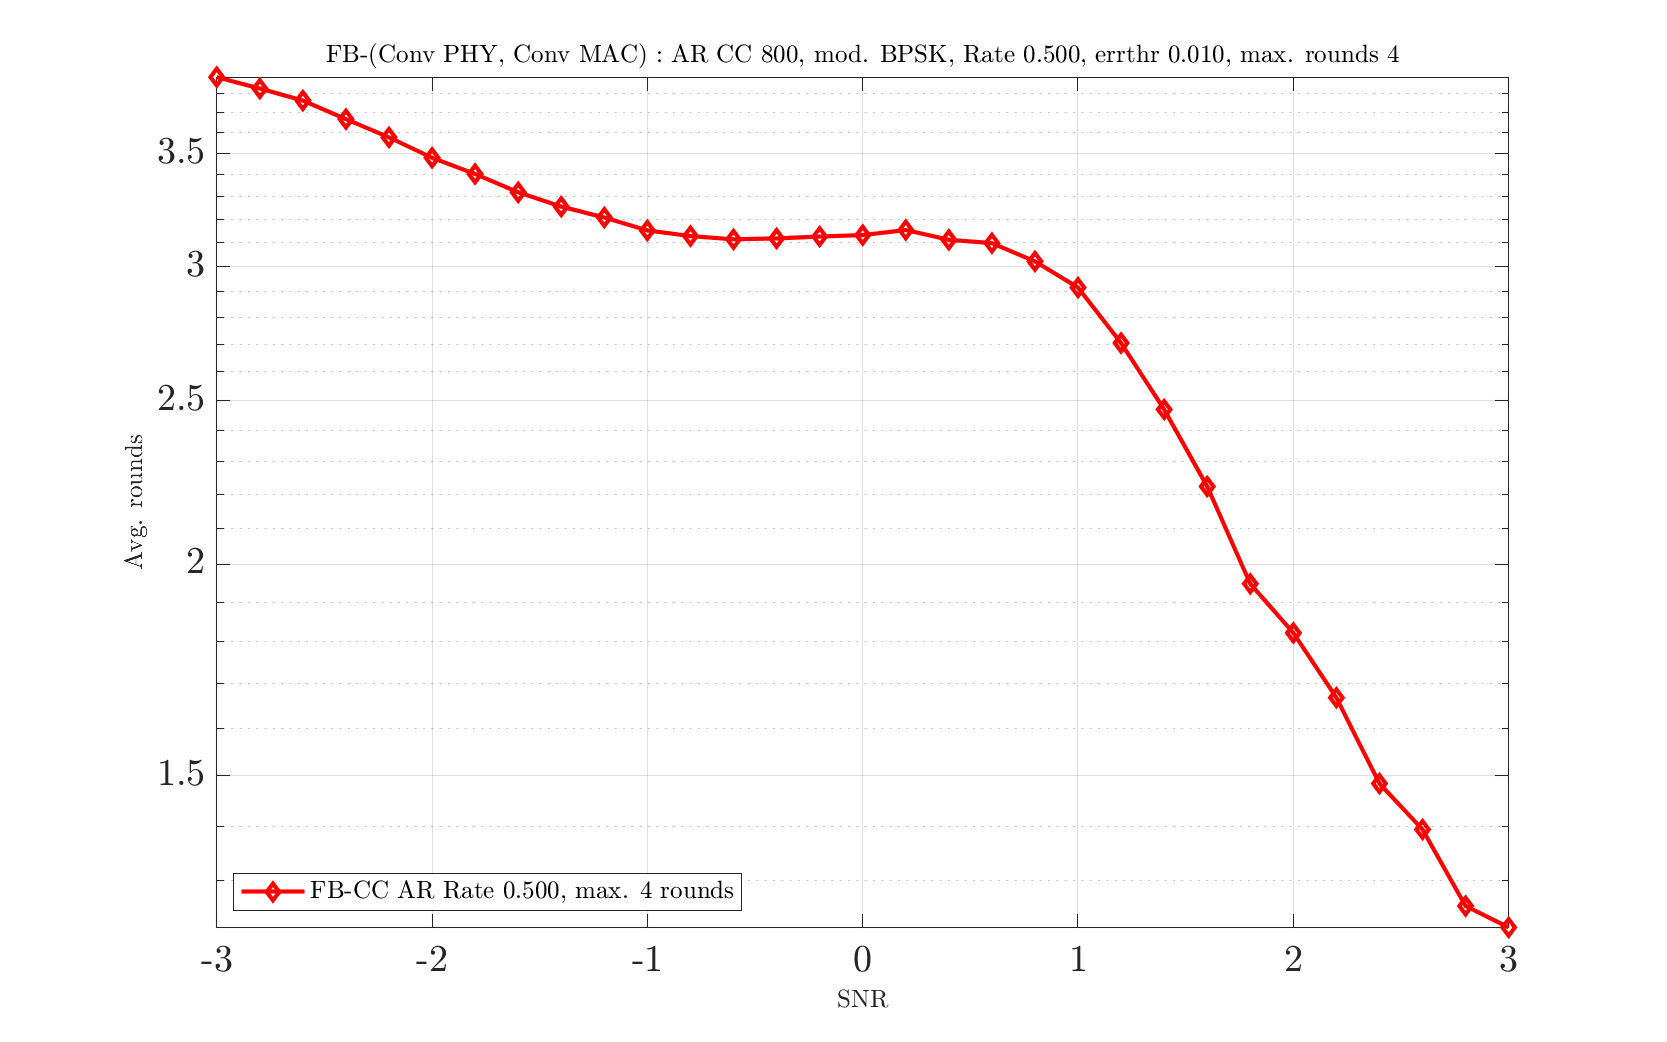 FB-(Conv PHY, Conv MAC) : AR CC 800, mod. BPSK, Rate 0.500, errthr 0.010, max. rounds 4
3.5
3
2.5
2
1.5
Avg. rounds
FB-CC AR Rate 0.500, max. 4 rounds
-3 -2 -1 0 1 2 3
SNR